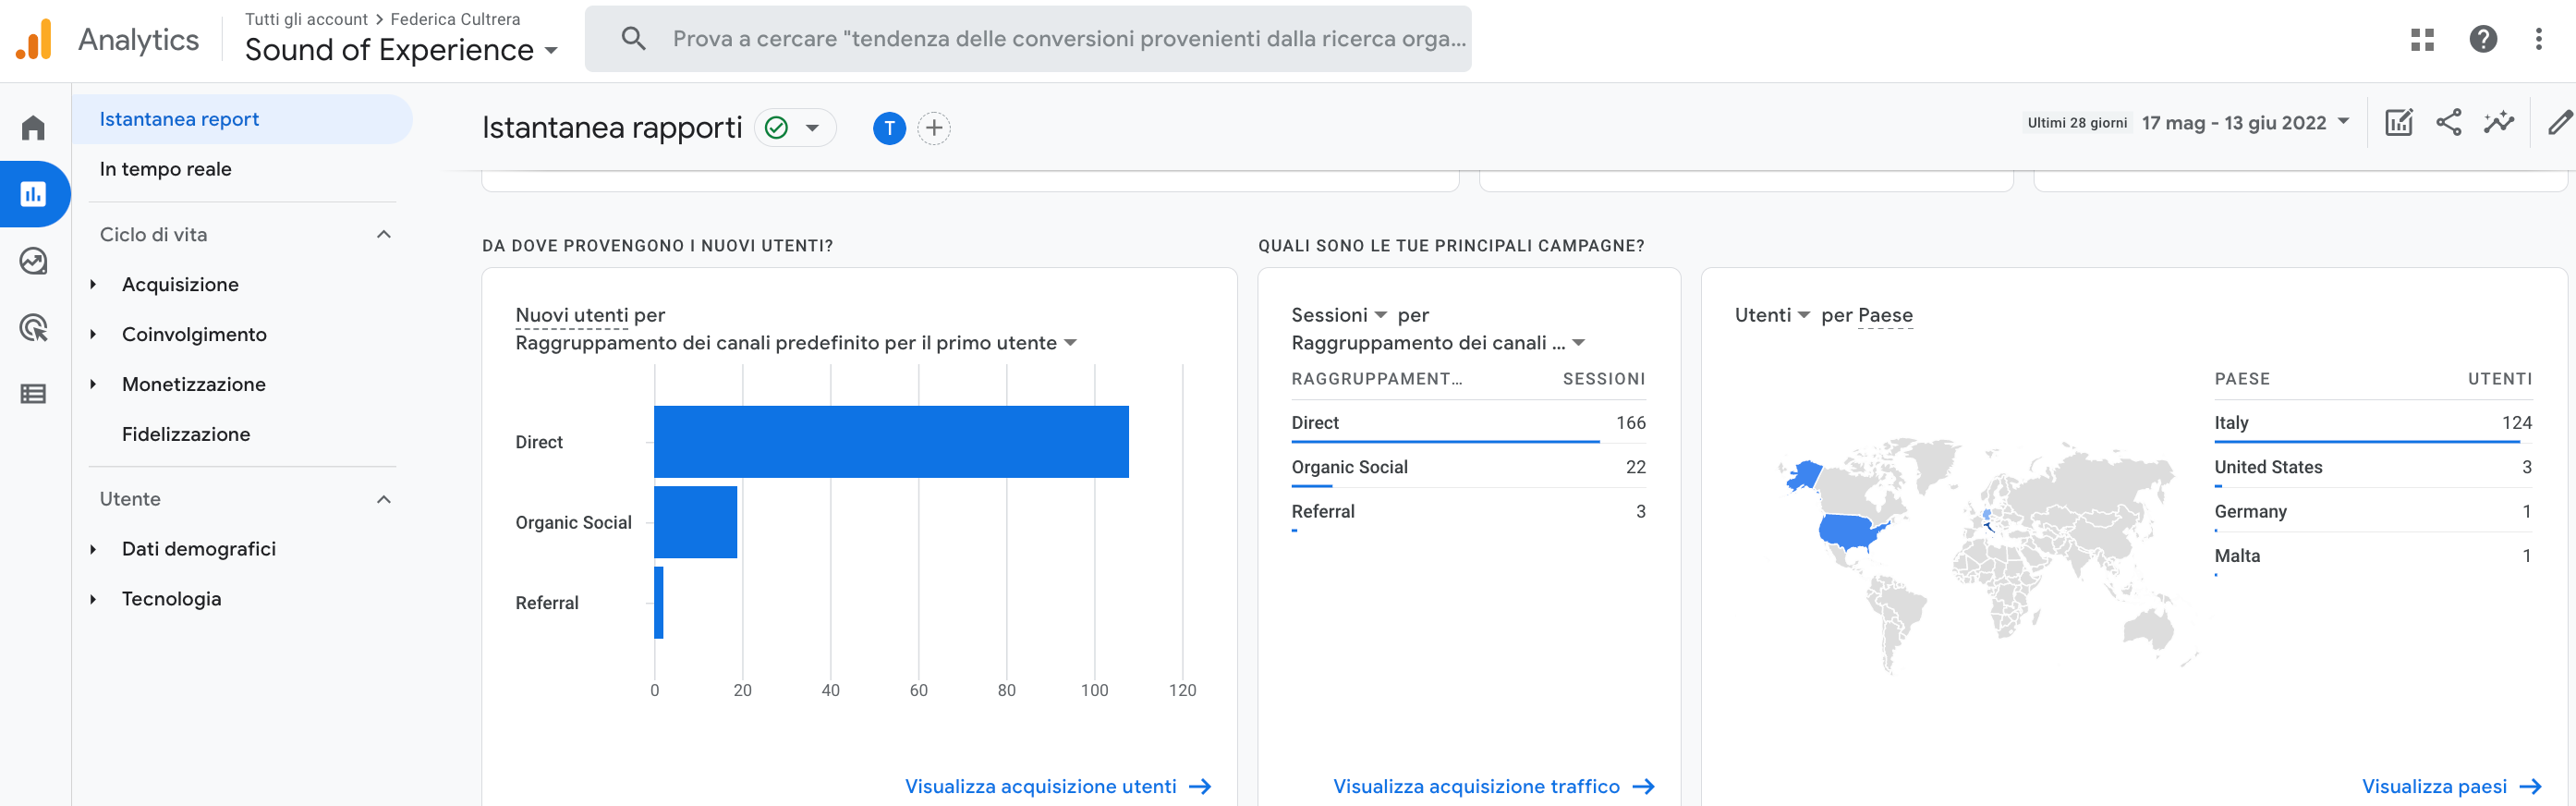 Analytics
Tutti gli account > Federica Cultrera
Sound of Experience
Prova a cercare "tendenza delle conversioni provenienti dalla ricerca orga...
Istantanea report
In tempo reale
Ciclo di vita
Acquisizione
Coinvolgimento
Monetizzazione
Fidelizzazione
Utente
Dati demografici
Tecnologia
Istantanea rapporti
T
Ultimi 28 giorni 17 mag - 13 giu 2022
DA DOVE PROVENGONO I NUOVI UTENTI?
Nuovi utenti per
Raggruppamento dei canali predefinito per il primo utente
Direct
Organic Social
Referral
0 20 40 60 80 100 120
Visualizza acquisizione utenti
QUALI SONO LE TUE PRINCIPALI CAMPAGNE?
Sessioni per
Raggruppamento dei canali ...
RAGGRUPPAMENT... SESSIONI
Direct 166
Organic Social 22
Referral 3
Visualizza acquisizione traffico
Utenti per Paese
PAESE UTENTI
Italy 124
United States 3
Germany 1
Malta 1
Visualizza paesi